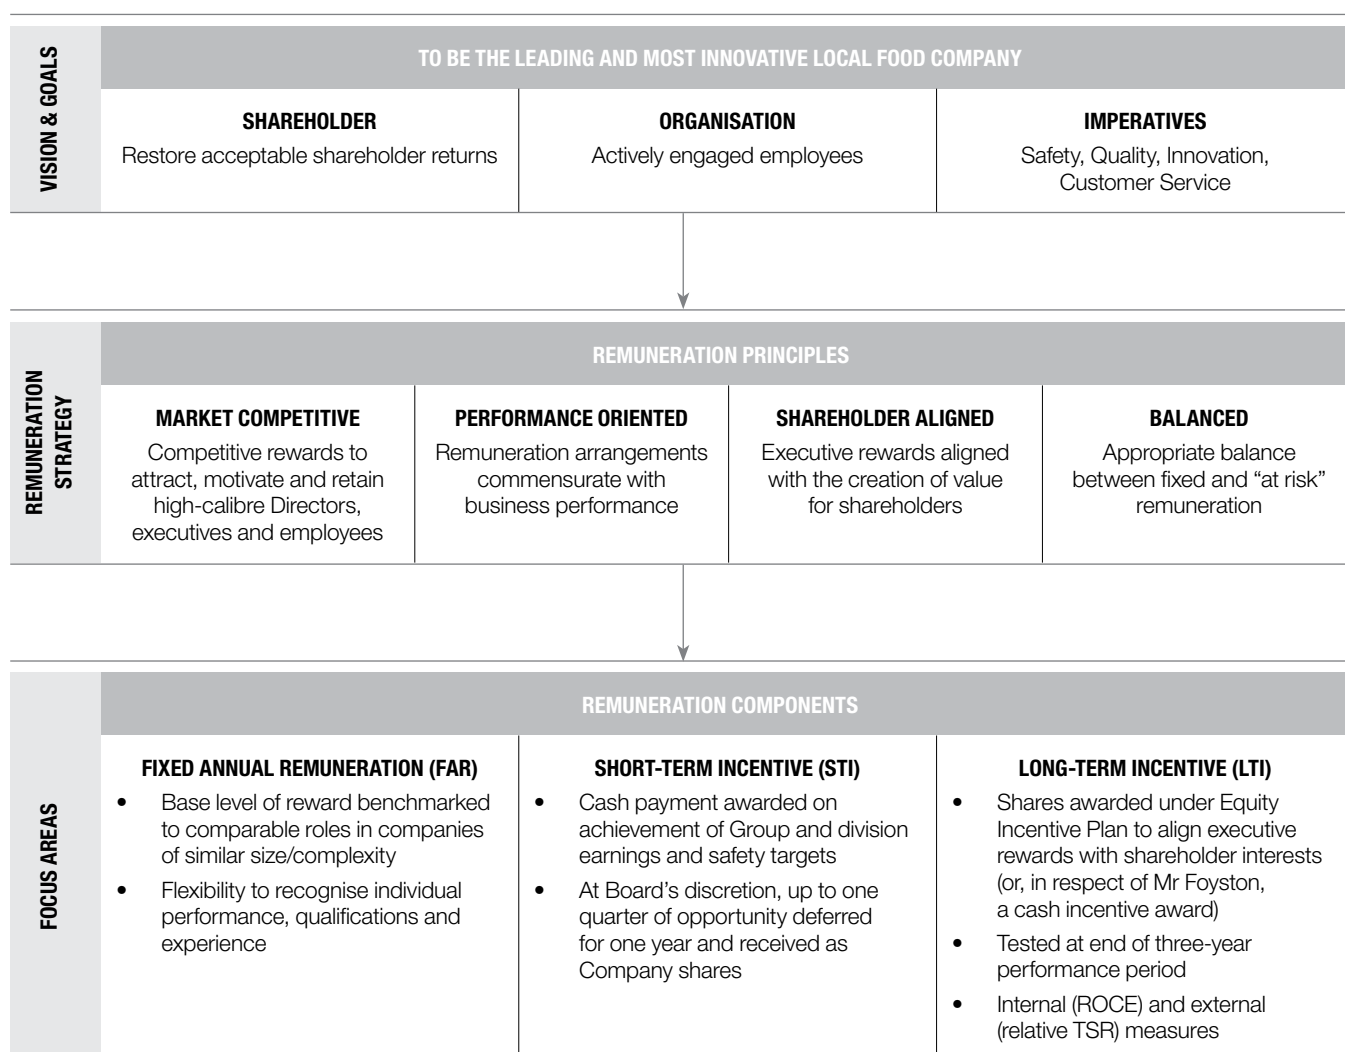 VISION & GOALS
TO BE THE LEADING AND MOST INNOVATIVE LOCAL FOOD COMPANY
SHAREHOLDER
Restore acceptable shareholder returns
ORGANISATION
Actively engaged employees
IMPERATIVES
Safety, Quality, Innovation,
Customer Service
REMUNERATION
STRATEGY
REMUNERATION PRINCIPLES
MARKET COMPETITIVE
Competitive rewards to
attract, motivate and retain
high-calibre Directors,
executives and employees
PERFORMANCE ORIENTED
Remuneration arrangements
commensurate with
business performance
SHAREHOLDER ALIGNED
Executive rewards aligned
with the creation of value
for shareholders
BALANCED
Appropriate balance
between fixed and “at risk”
remuneration
FOCUS AREAS
REMUNERATION COMPONENTS
FIXED ANNUAL REMUNERATION (FAR)
• Base level of reward benchmarked
to comparable roles in companies
of similar size/complexity
• Flexibility to recognise individual
performance, qualifications and
experience
SHORT-TERM INCENTIVE (STI)
• Cash payment awarded on
achievement of Group and division
earnings and safety targets
• At Board’s discretion, up to one
quarter of opportunity deferred
for one year and received as
Company shares
LONG-TERM INCENTIVE (LTI)
• Shares awarded under Equity
Incentive Plan to align executive
rewards with shareholder interests
(or, in respect of Mr Foyston,
a cash incentive award)
• Tested at end of three-year
performance period
• Internal (ROCE) and external
(relative TSR) measures